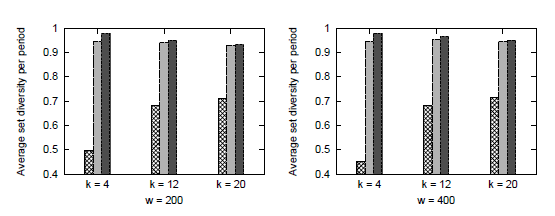 Average set diversity per period
1
0.9
0.8
0.7
0.6
0.5
0.4
k = 4 k = 12 k = 20
w = 200
Average set diversity per period
1
0.9
0.8
0.7
0.6
0.5
0.4
k = 4 k = 12 k = 20
w = 400